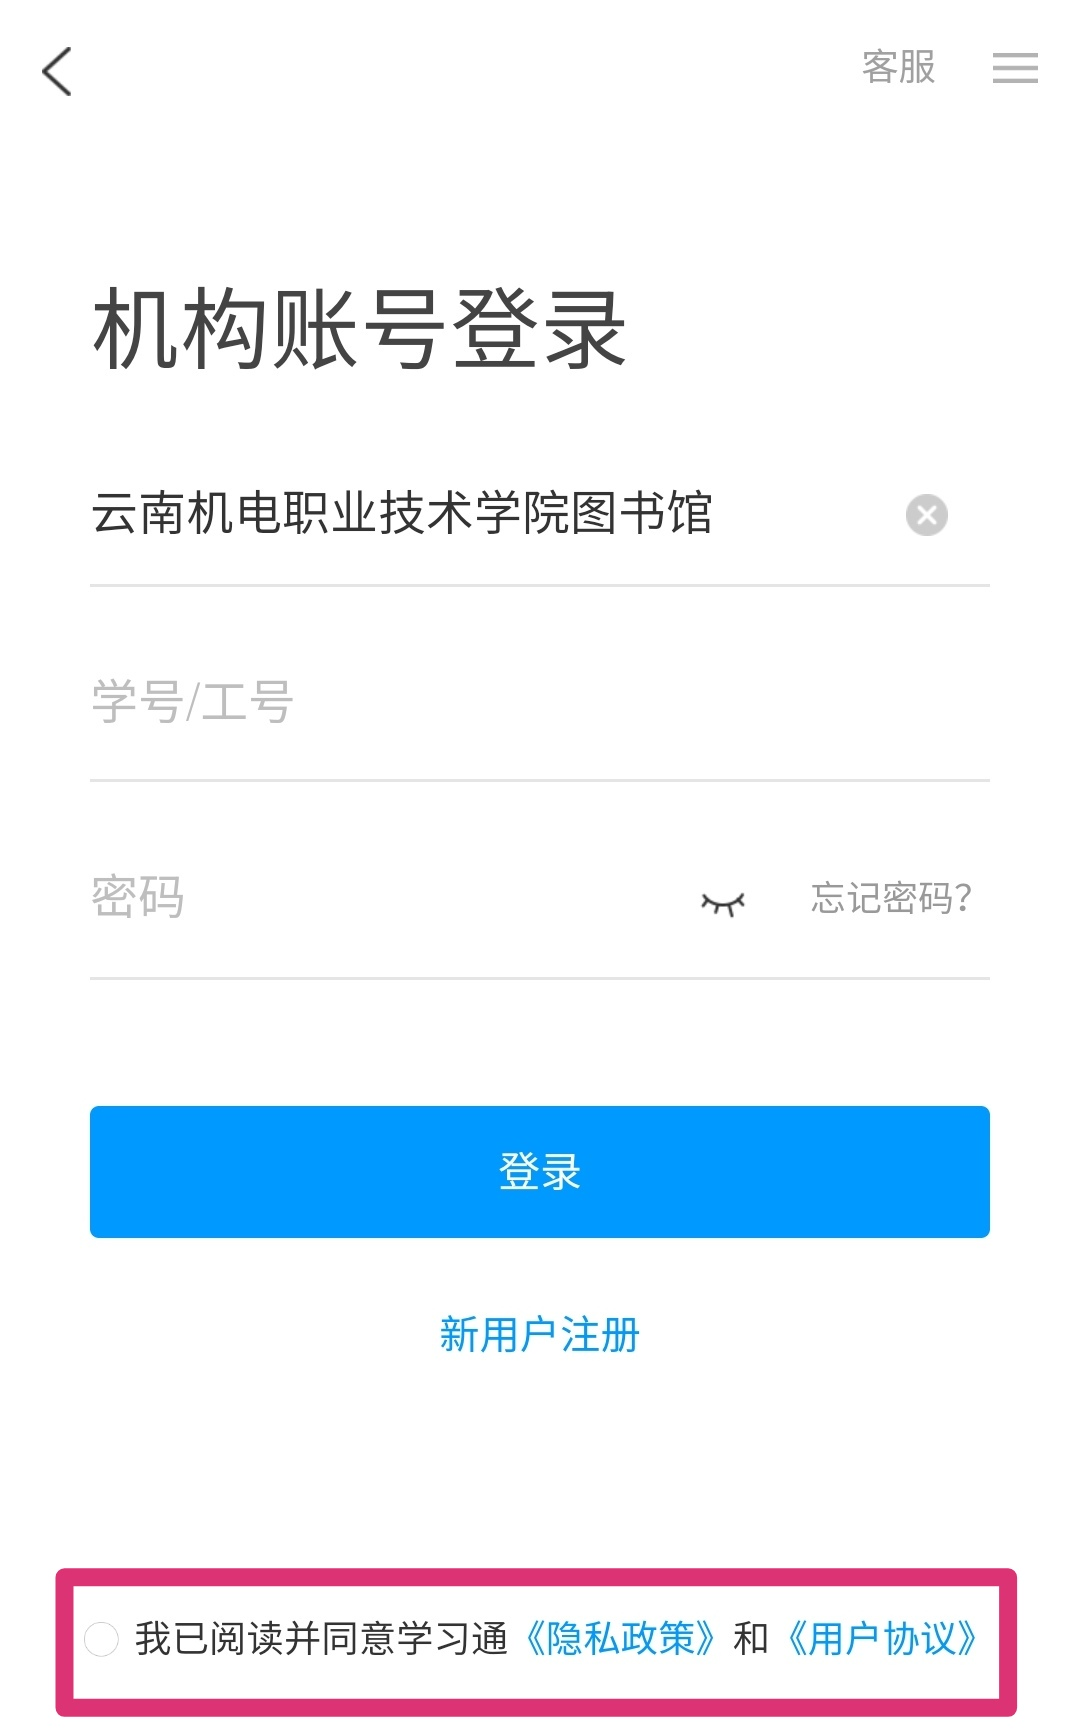 客服
机构账号登录
云南机电职业技术学院图书馆
学号/工号
密码 忘记密码?
登录
新用户注册
我已阅读并同意学习通《隐私政策》和《用户协议》